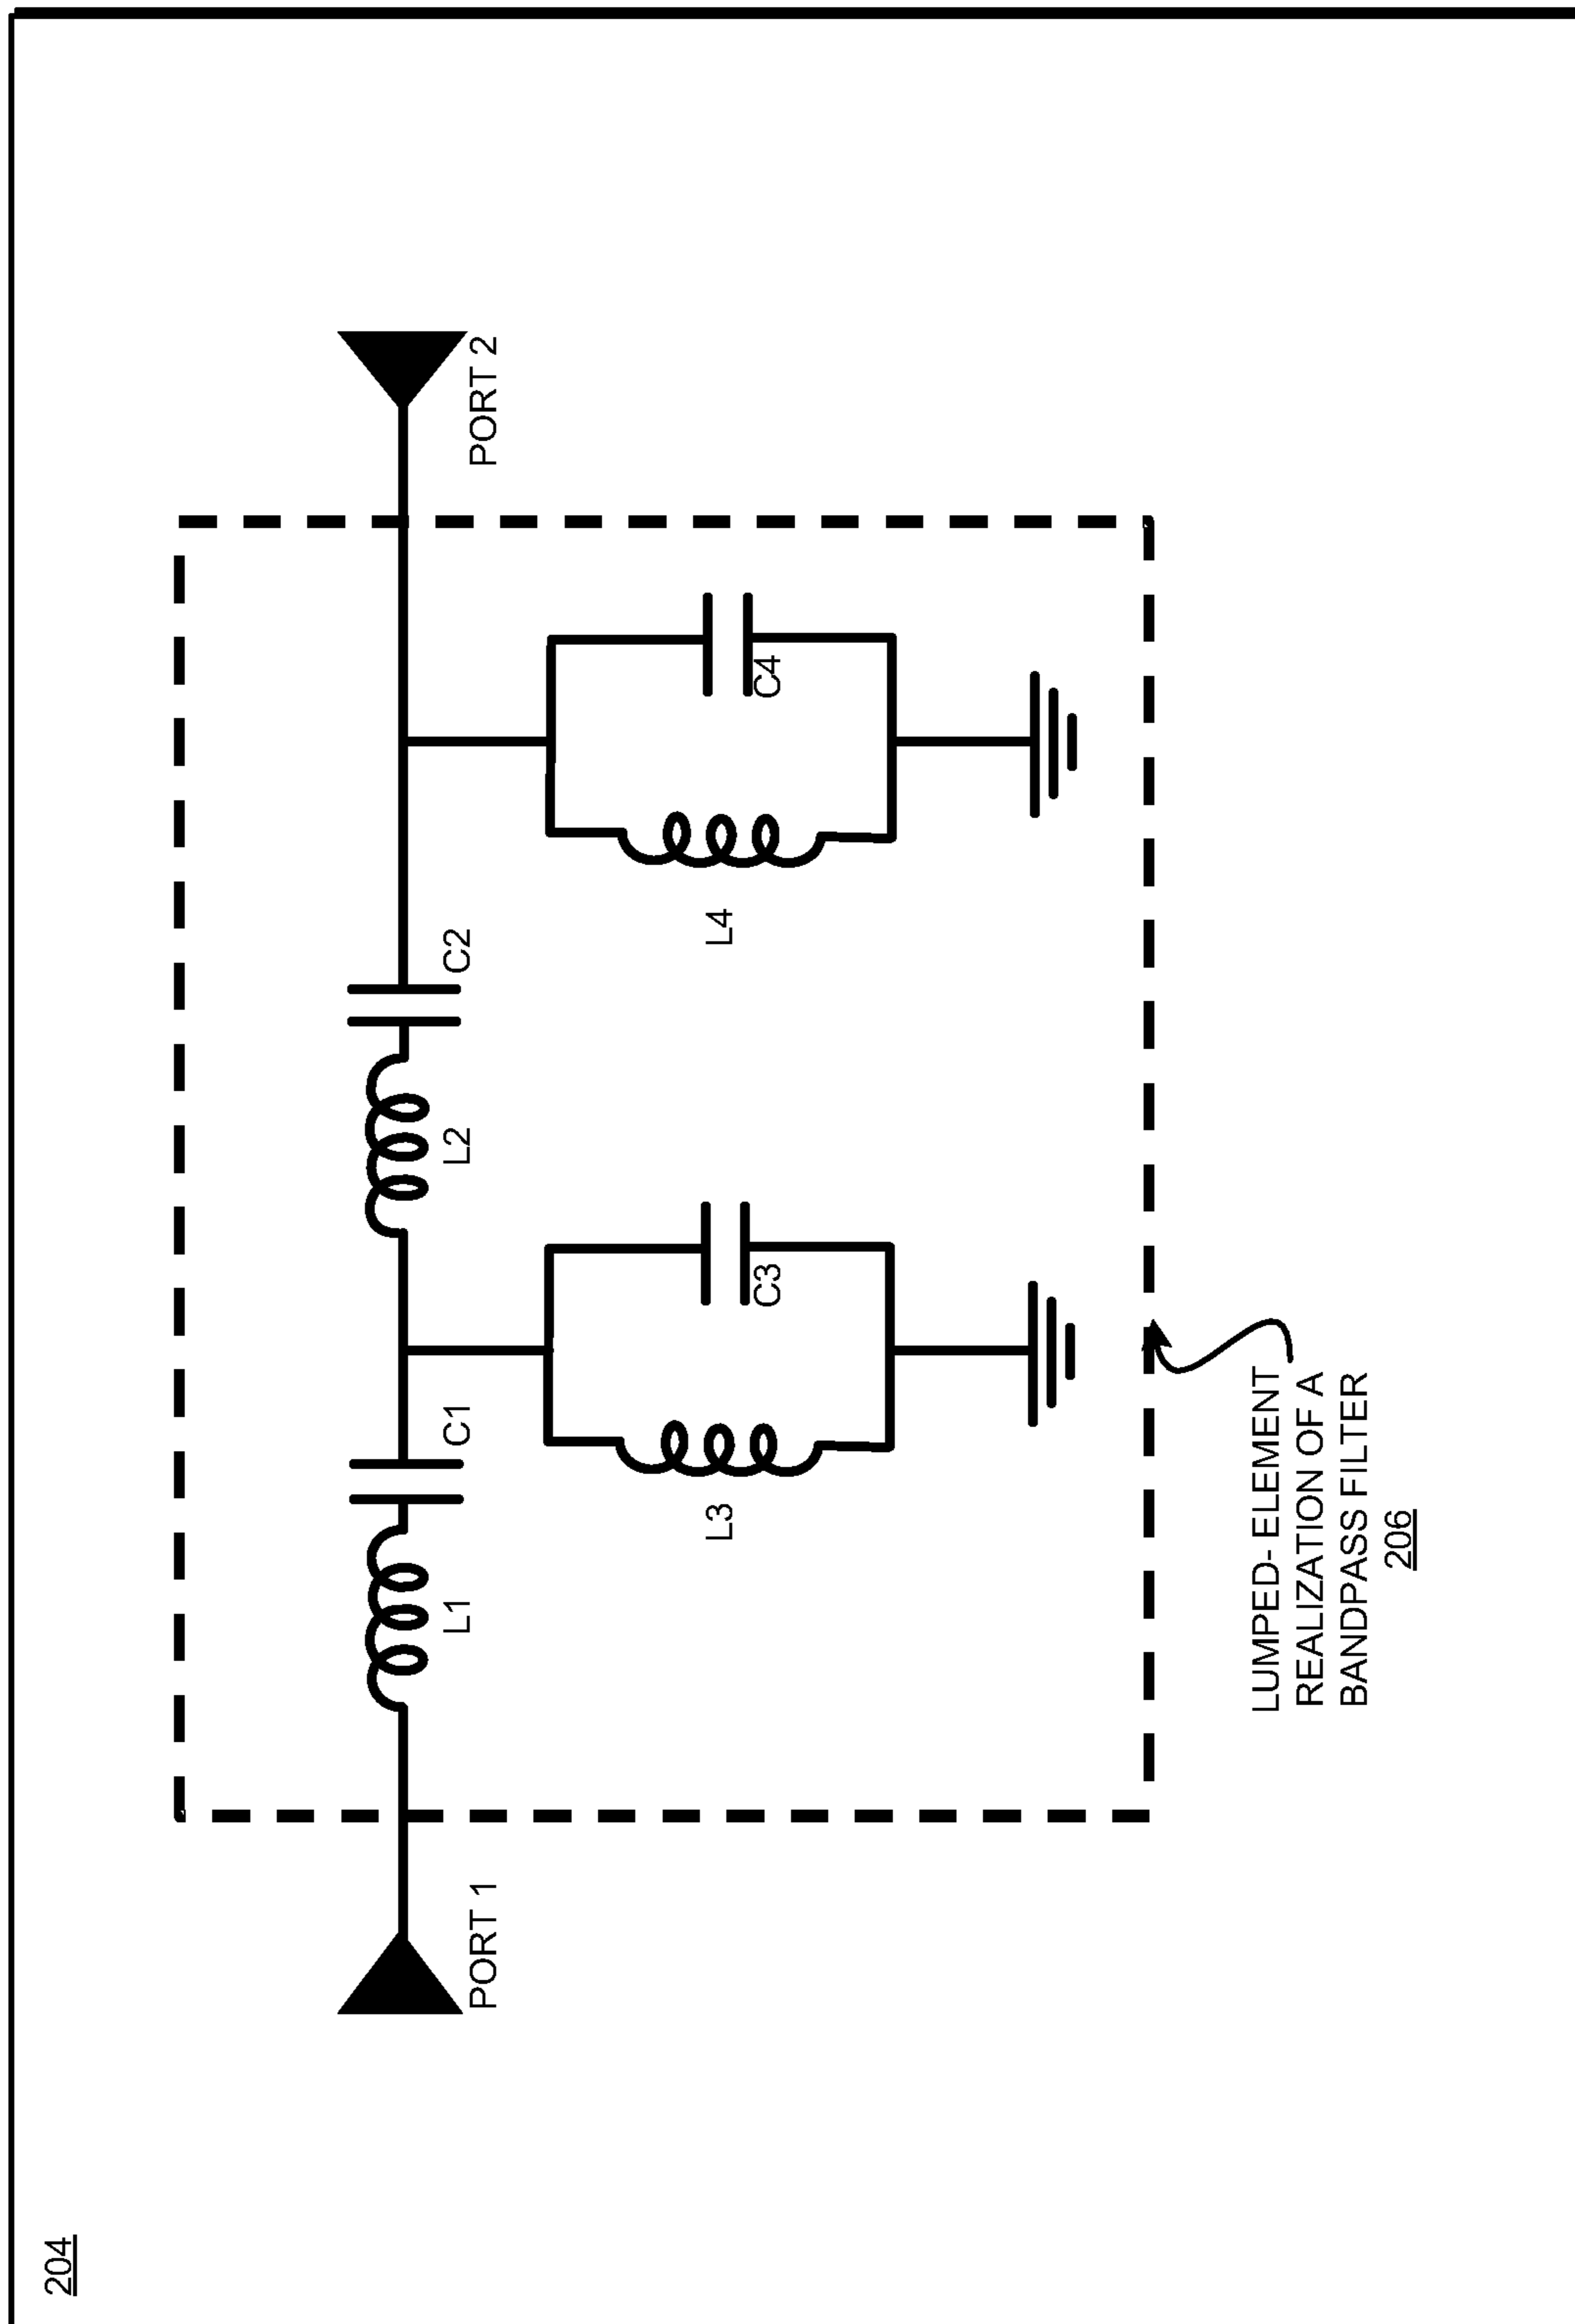 204
PORT 1
L1
C1
L2
C2
PORT 2
L3
C3
L4
C4
LUMPED- ELEMENT
REALIZATION OF A
BANDPASS FILTER
206